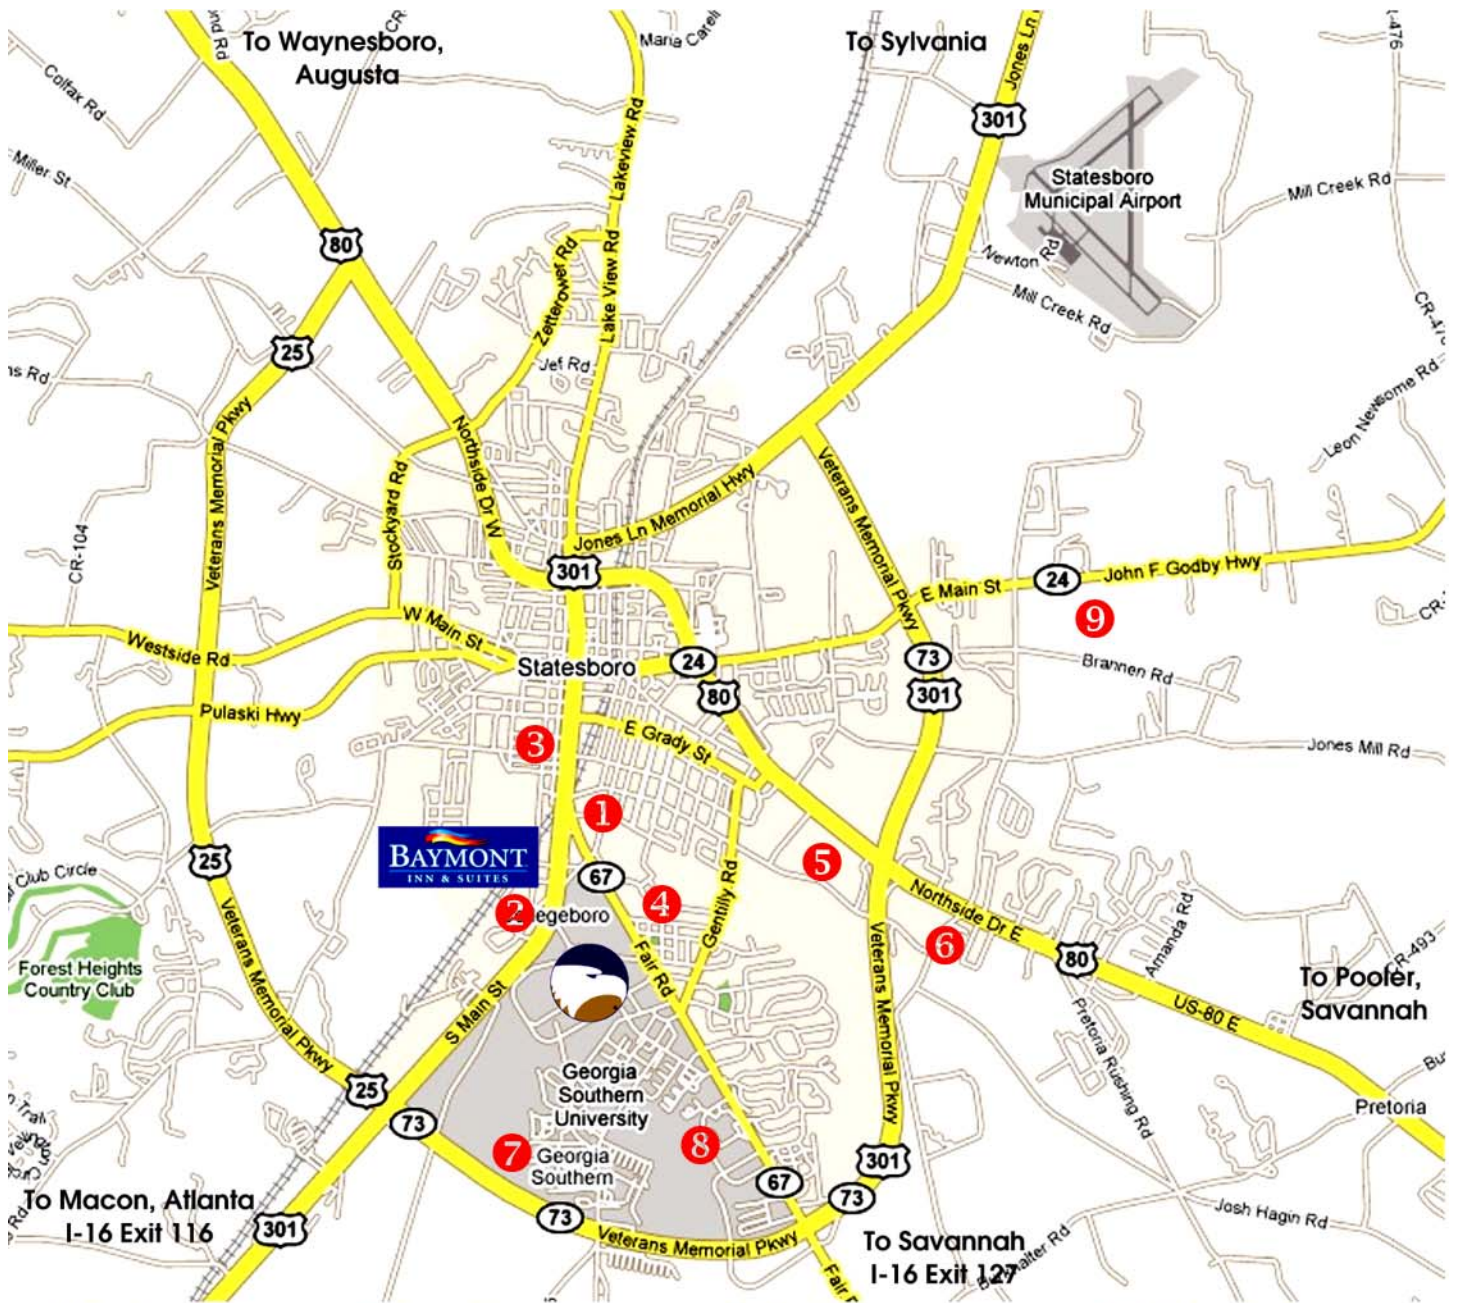 To Waynesboro,
Augusta
To Sylvania
Jones Ln
Colfax Rd
Miller St
Lakeview Rd
301
Statesboro
Municipal Airport
Mill Creek Rd
80
Zetterower Rd
Lake View Rd
Newton Rd
Mill Creek Rd
25
Jef Rd
Leon Newsome Rd
Veterans Memorial Pkwy
Northside Dr W
Stockyard Rd
Jones Ln Memorial Hwy
Veterans Memorial Pkwy
CR-104
301
24
John F Godby Hwy
E Main St
9
W Main St
Westside Rd
Statesboro
24
73
Brannen Rd
80
301
Pulaski Hwy
3
E Grady St
Jones Mill Rd
1
BAYMONT
INN & SUITES
25
Club Circle
67
5
2
egeboro
4
Gentilly Rd
Northside Dr E
6
Amanda Rd
80
Forest Heights
Country Club
Veterans Memorial Pkwy
Fair Rd
Veterans Memorial Pkwy
R-493
To Pooler,
Savannah
S Main St
US-80 E
Pretoria Rushing Rd
Georgia
Southern
University
25
73
Pretoria
7
Georgia
Southern
8
301
67
73
To Macon, Atlanta
I-16 Exit 116
301
73
Veterans Memorial Pkwy
Josh Hagin Rd
To Savannah
I-16 Exit 127